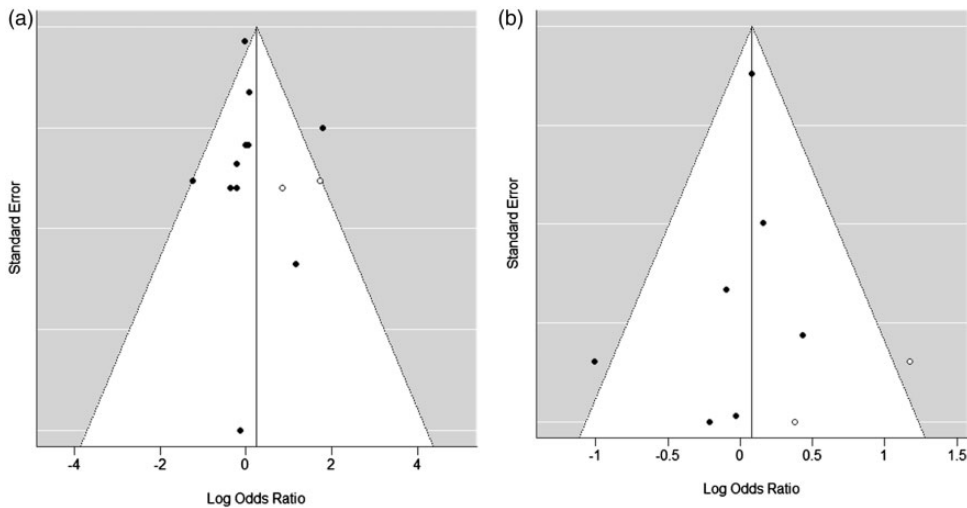 (a)
Standard Error
-4 -2 0 2 4
Log Odds Ratio
(b)
Standard Error
-1 -0.5 0 0.5 1 1.5
Log Odds Ratio